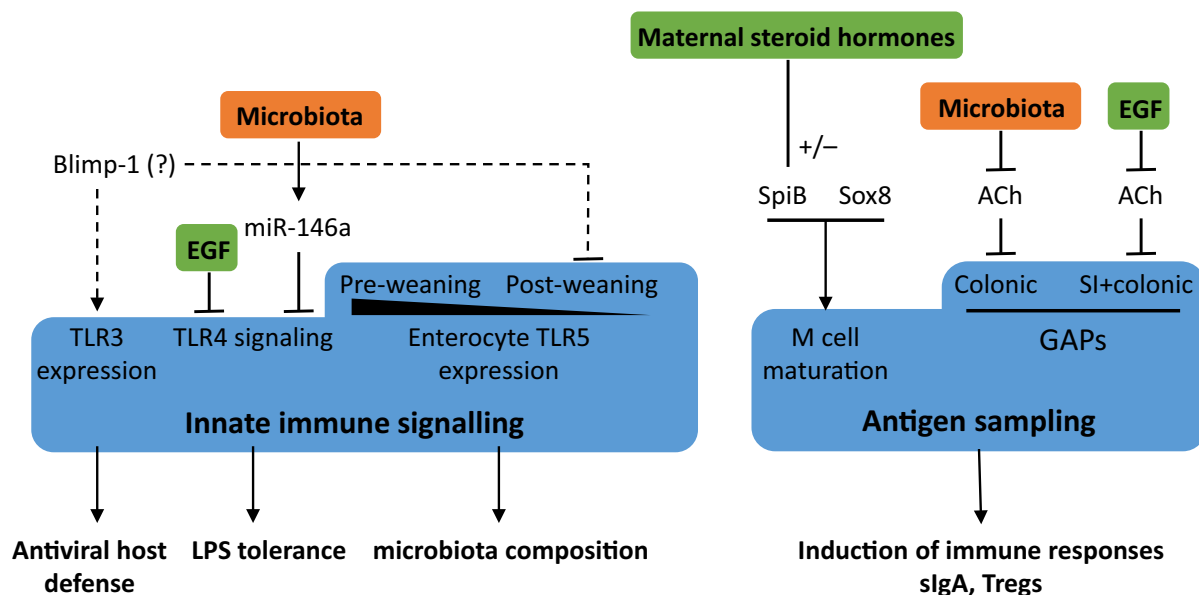 Maternal steroid hormones
Microbiota
Microbiota
EGF
Blimp-1 (?)
+/–
SpiB
Sox8
ACh
ACh
miR-146a
EGF
Pre-weaning
Post-weaning
Colonic
SI+colonic
TLR3
expression
TLR4 signaling
Enterocyte TLR5
expression
M cell
maturation
GAPs
Innate immune signalling
Antigen sampling
Antiviral host
defense
LPS tolerance
microbiota composition
Induction of immune responses
sIgA, Tregs